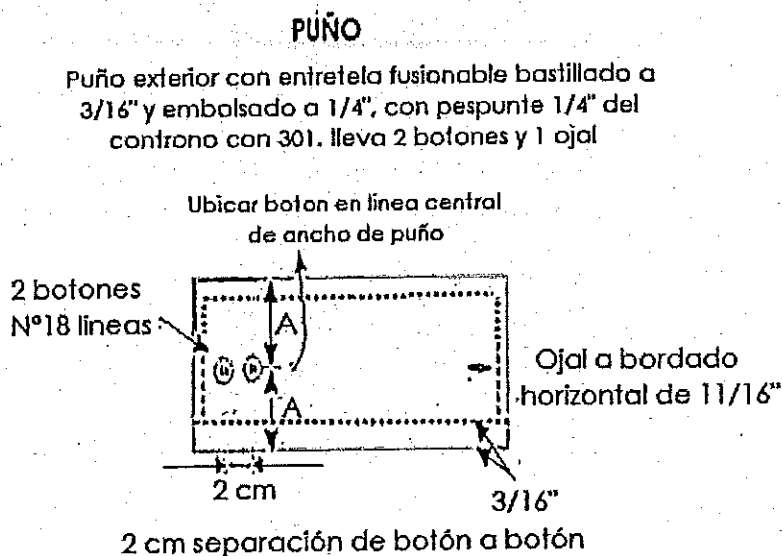 PUÑO
Puño exterior con entretela fusionable bastillado a
3/16" y embolsado a 1/4", con pespunte 1/4" del
controno con 301. lleva 2 botones y 1 ojal
Ubicar boton en línea central
de ancho de puño
2 botones
Nº18 lineas
A
A
Ojal a bordado
horizontal de 11/16"
2 cm
3/16"
2 cm separación de botón a botón